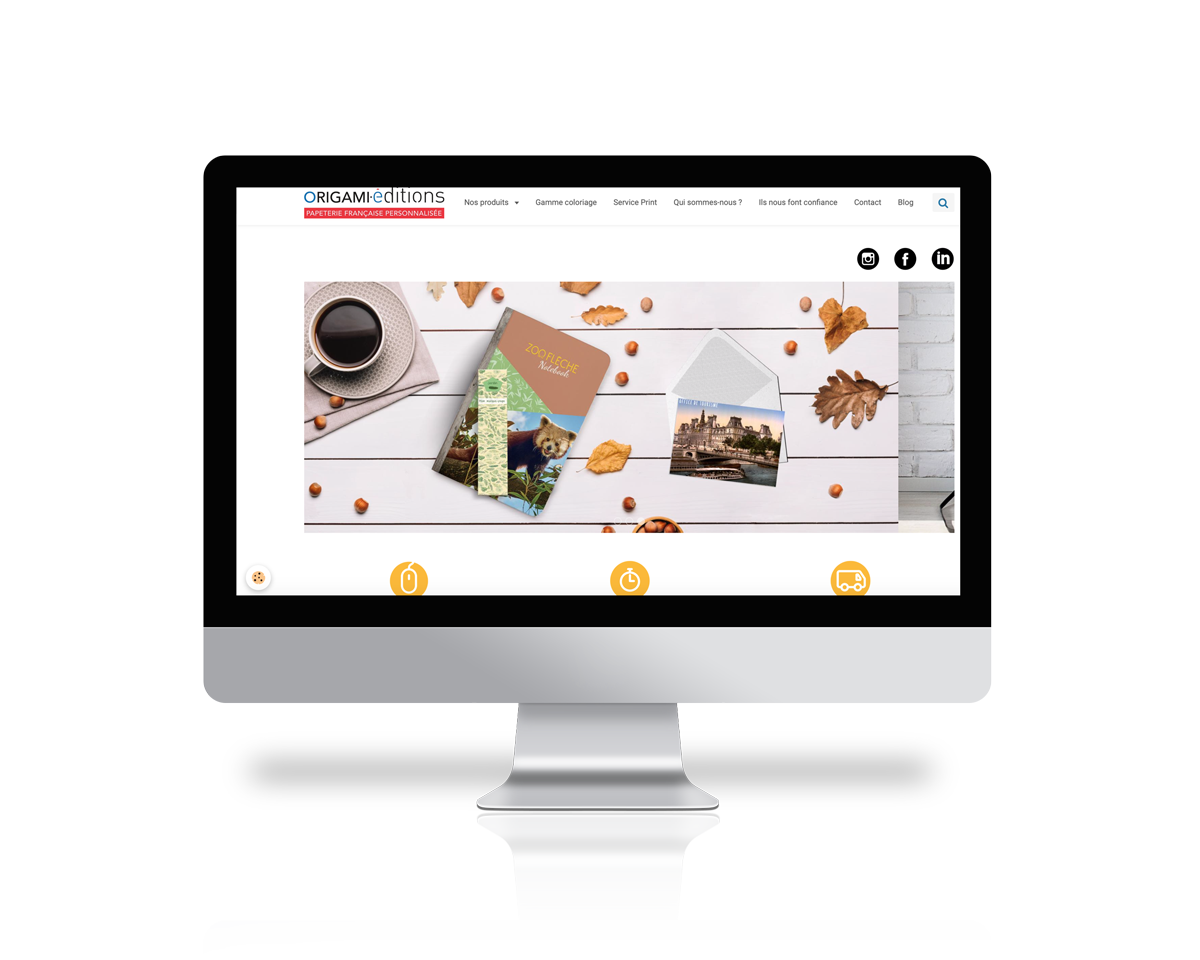 ORIGAMI·éditions
PAPETERIE FRANÇAISE PERSONNALISÉE
Nos produits
Gamme coloriage
Service Print
Qui sommes-nous ?
Ils nous font confiance
Contact
Blog
f
in
ZOO FLÈCHE
Notebook